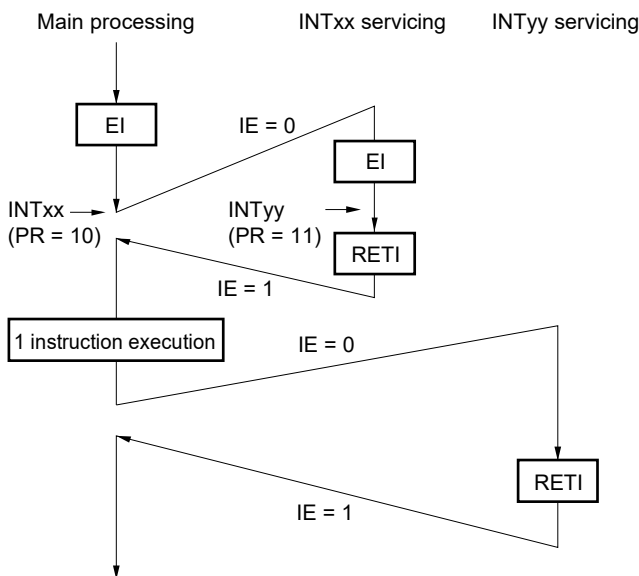 Main processing
INTxx servicing
INTyy servicing
EI
IE = 0
EI
INTxx
(PR = 10)
INTyy
(PR = 11)
RETI
IE = 1
1 instruction execution
IE = 0
RETI
IE = 1